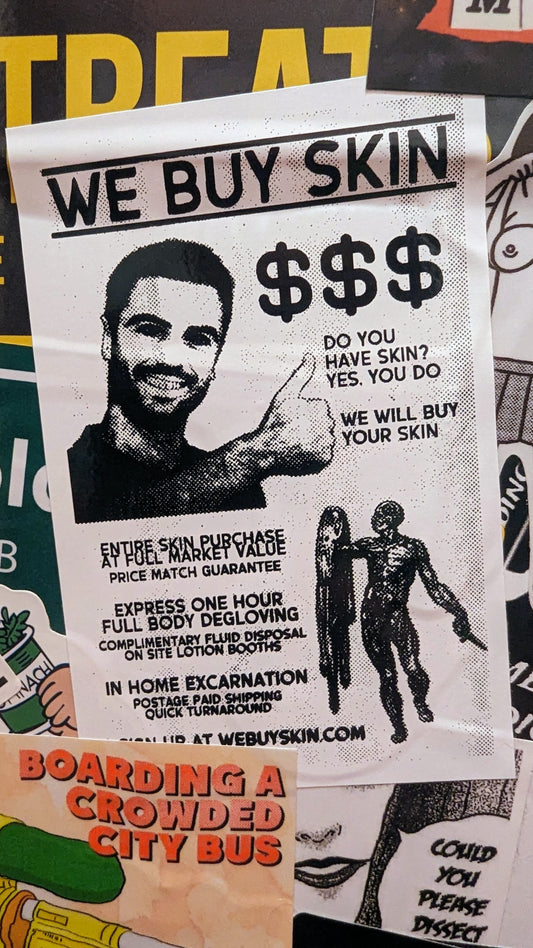 TREAT
WE BUY SKIN
$$$
DO YOU
HAVE SKIN?
YES. YOU DO
WE WILL BUY
YOUR SKIN
ENTIRE SKIN PURCHASE
AT FULL MARKET VALUE
PRICE MATCH GUARANTEE
EXPRESS ONE HOUR
FULL BODY DEGLOVING
COMPLIMENTARY FLUID DISPOSAL
ON SITE LOTION BOOTHS
IN HOME EXCARNATION
POSTAGE PAID SHIPPING
QUICK TURNAROUND
SIGN UP AT WEBUYSKIN.COM
BOARDING A
CROWDED
CITY BUS
COULD
YOU
PLEASE
DISSECT